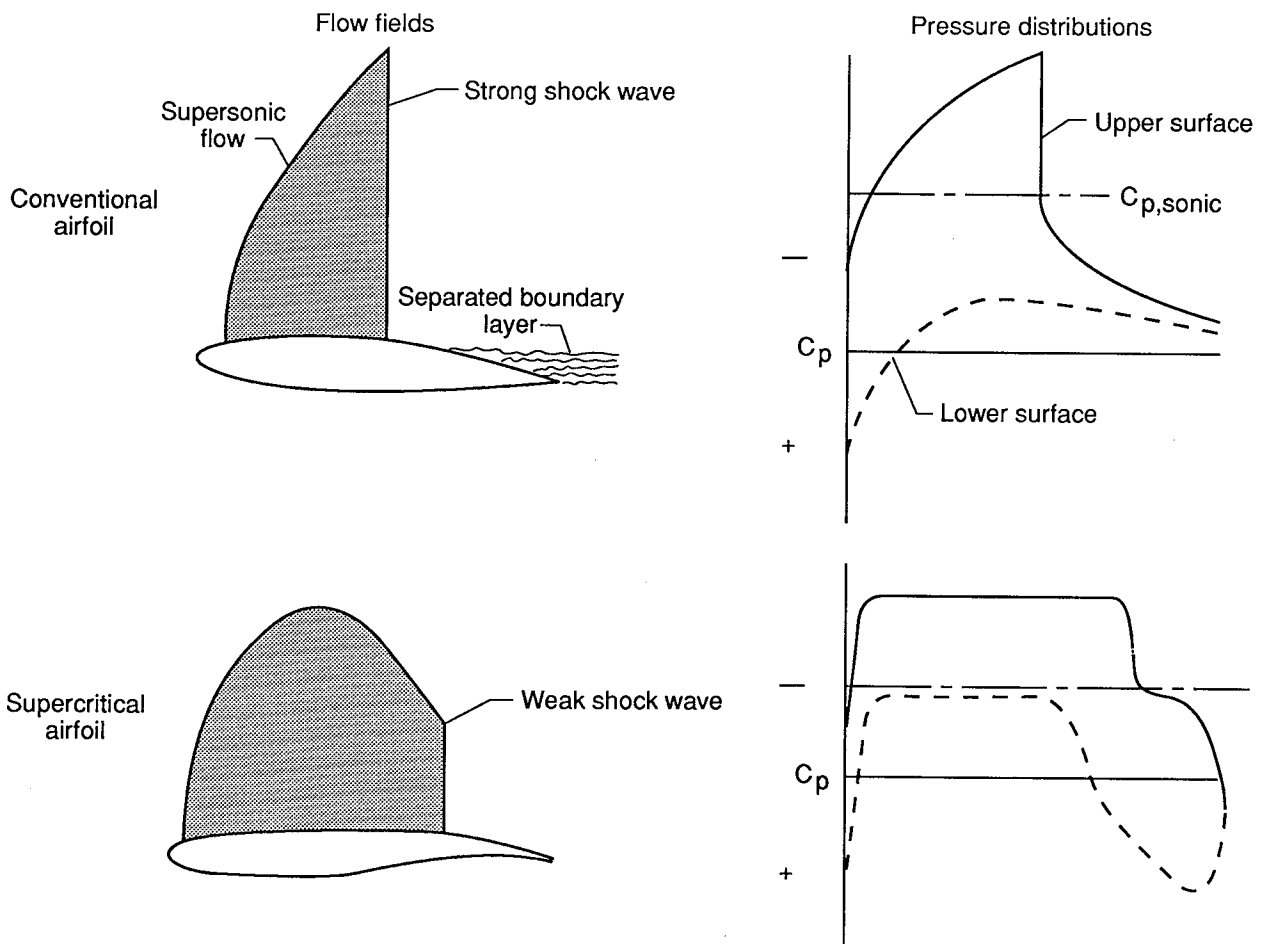 Flow fields
Pressure distributions
Strong shock wave
Supersonic
flow
Upper surface
Conventional
airfoil
Cp,sonic
—
Separated boundary
layer
Cp
Lower surface
+
Supercritical
airfoil
Weak shock wave
—
Cp
+